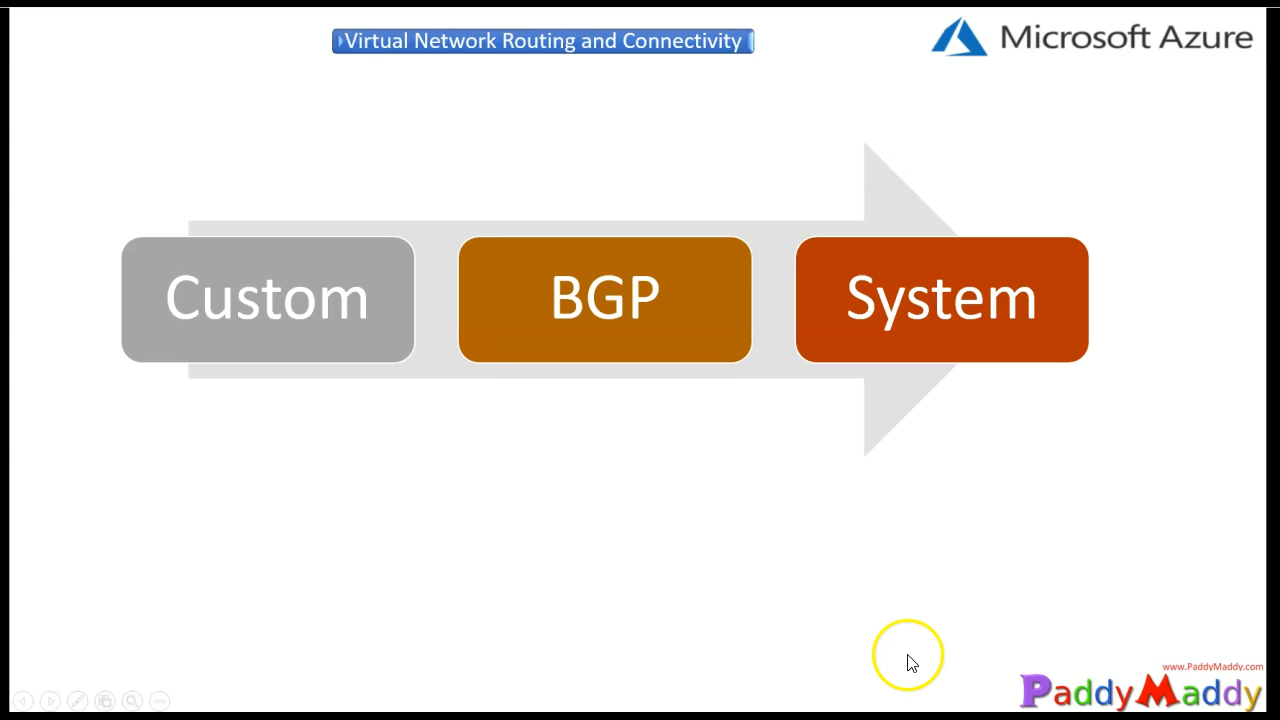 Virtual Network Routing and Connectivity
Microsoft Azure
Custom
BGP
System
www.PaddyMaddy.com
PaddyMaddy